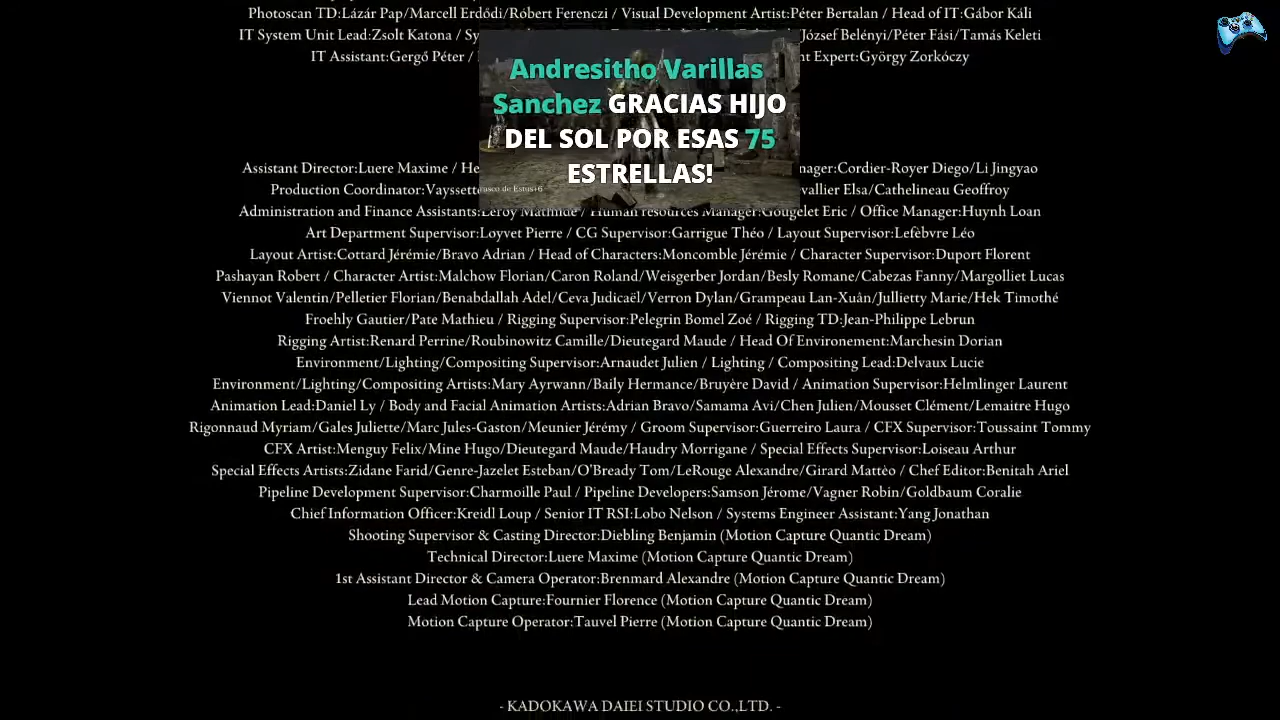 Photoscan TD:Lázár Pap/Marcell Erdődi/Róbert Ferenczi / Visual Development Artist:Péter Bertalan / Head of IT:Gábor Káli
IT System Unit Lead:Zsolt Katona / József Belényi/Péter Fási/Tamás Keleti
IT Assistant:Gergő Péter / Expert:György Zorkóczy
Andresitho Varillas
Sanchez GRACIAS HIJO
DEL SOL POR ESAS 75
ESTRELLAS!
Assistant Director:Luere Maxime / Cordier-Royer Diego/Li Jingyao
Production Coordinator: Elsa/Cathelineau Geoffroy
Administration and Finance Assistants:Leroy Mathilde / Human resources Manager:Gougelet Eric / Office Manager:Huynh Loan
Art Department Supervisor:Loyvet Pierre / CG Supervisor:Garrigue Théo / Layout Supervisor:Lefèbvre Léo
Layout Artist:Cottard Jérémie/Bravo Adrian / Head of Characters:Moncomble Jérémie / Character Supervisor:Duport Florent
Pashayan Robert / Character Artist:Malchow Florian/Caron Roland/Weisgerber Jordan/Besly Romane/Cabezas Fanny/Margolliet Lucas
Viennot Valentin/Pelletier Florian/Benabdallah Adel/Ceva Judicaël/Verron Dylan/Grampeau Lan-Xuân/Jullietty Marie/Hek Timothé
Froehly Gautier/Pate Mathieu / Rigging Supervisor:Pelegrin Bomel Zoé / Rigging TD:Jean-Philippe Lebrun
Rigging Artist:Renard Perrine/Roubinowitz Camille/Dieutegard Maude / Head Of Environement:Marchesin Dorian
Environment/Lighting/Compositing Supervisor:Arnaudet Julien / Lighting / Compositing Lead:Delvaux Lucie
Environment/Lighting/Compositing Artists:Mary Ayrwann/Baily Hermance/Bruyère David / Animation Supervisor:Helmlinger Laurent
Animation Lead:Daniel Ly / Body and Facial Animation Artists:Adrian Bravo/Samama Avi/Chen Julien/Mousset Clément/Lemaitre Hugo
Rigonnaud Myriam/Gales Juliette/Marc Jules-Gaston/Meunier Jérémy / Groom Supervisor:Guerreiro Laura / CFX Supervisor:Toussaint Tommy
CFX Artist:Menguy Felix/Mine Hugo/Dieutegard Maude/Haudry Morrigane / Special Effects Supervisor:Loiseau Arthur
Special Effects Artists:Zidane Farid/Genre-Jazelet Esteban/O'Bready Tom/LeRouge Alexandre/Girard Mattèo / Chef Editor:Benitah Ariel
Pipeline Development Supervisor:Charmoille Paul / Pipeline Developers:Samson Jérome/Vagner Robin/Goldbaum Coralie
Chief Information Officer:Kreidl Loup / Senior IT RSI:Lobo Nelson / Systems Engineer Assistant:Yang Jonathan
Shooting Supervisor & Casting Director:Diebling Benjamin (Motion Capture Quantic Dream)
Technical Director:Luere Maxime (Motion Capture Quantic Dream)
1st Assistant Director & Camera Operator:Brenmard Alexandre (Motion Capture Quantic Dream)
Lead Motion Capture:Fournier Florence (Motion Capture Quantic Dream)
Motion Capture Operator:Tauvel Pierre (Motion Capture Quantic Dream)
- KADOKAWA DAIEI STUDIO CO.,LTD. -